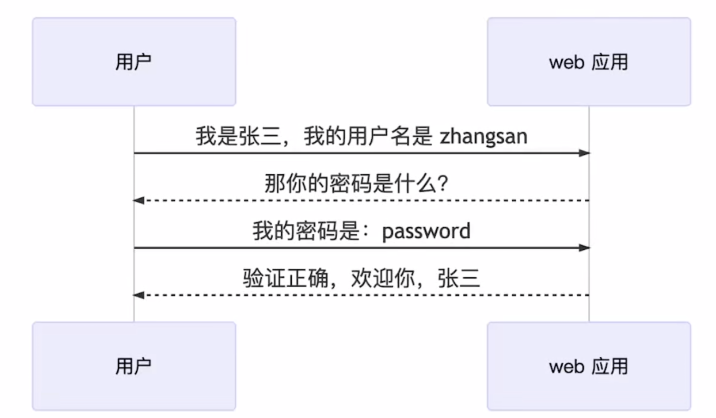 用户
web 应用
我是张三，我的用户名是 zhangsan
那你的密码是什么？
我的密码是：password
验证正确，欢迎你，张三
用户
web 应用